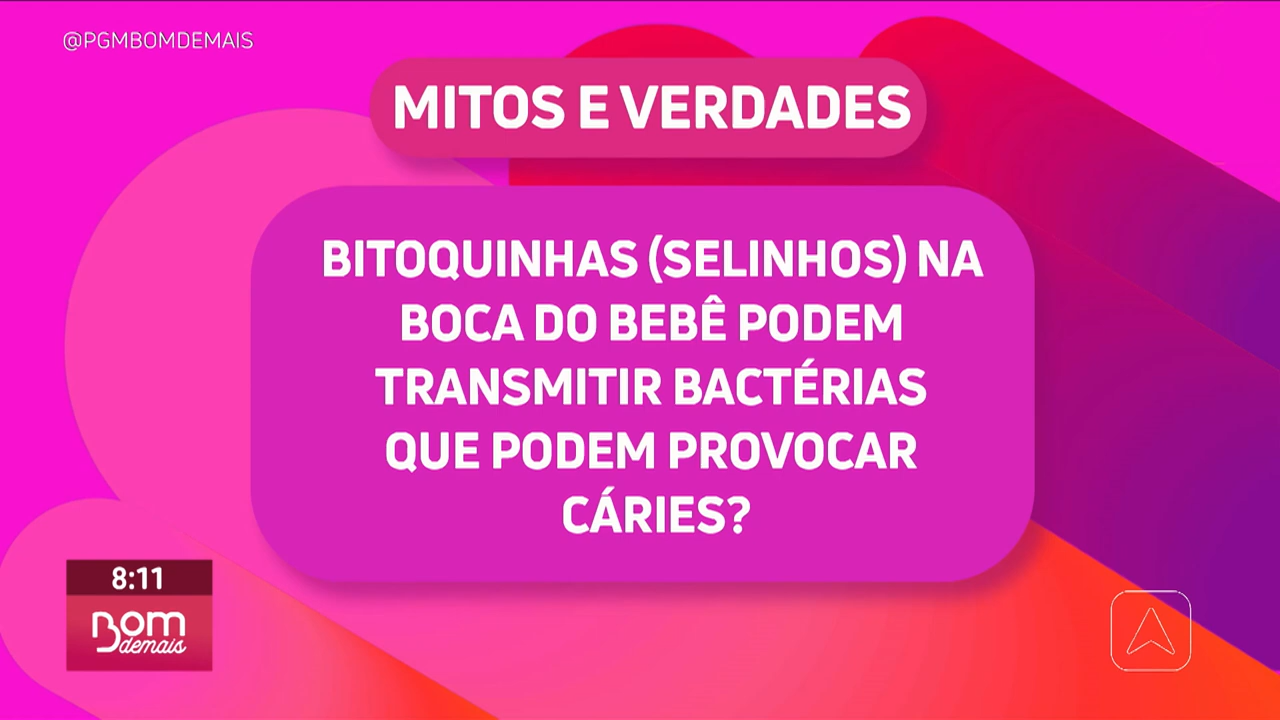 @PGMBOMDEMAIS
MITOS E VERDADES
BITOQUINHAS (SELINHOS) NA
BOCA DO BEBÊ PODEM
TRANSMITIR BACTÉRIAS
QUE PODEM PROVOCAR
CÁRIES?
8:11
Bom
demais